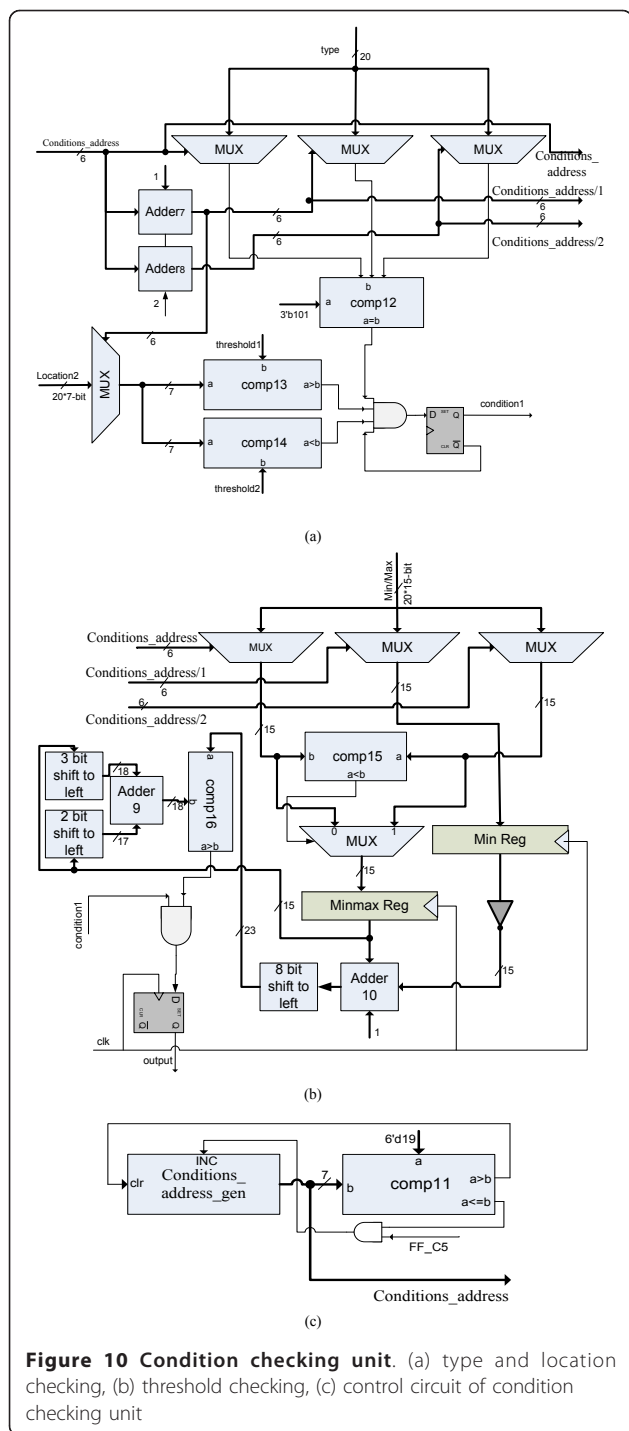 type
20
Conditions_address
6
MUX
MUX
MUX
Conditions_
address
1
Adder7
6
6
Conditions_address/1
6
Adder8
6
6
Conditions_address/2
2
b
a
comp12
a=b
3'b101
6
threshold1
Location2
20*7-bit
MUX
7
b
a
comp13
a>b
condition1
7
a
comp14
a<b
b
D
SET
Q
CLR
Q
threshold2
(a)
Min/Max
20*15-bit
Conditions_address
6
MUX
MUX
MUX
Conditions_address/1
6
6
Conditions_address/2
15
15
15
3 bit shift to
left
18
Adder
9
18
a
b
comp16
a>b
b
comp15
a
a<b
2 bit shift to
left
17
0
1
MUX
Min Reg
15
15
Minmax Reg
condition1
23
15
8 bit
shift to
left
Adder
10
1
D
SET
Q
CLR
Q
clk
output
(b)
6'd19
INC
clr
Conditions_
address_gen
7
a
b
comp11
a>b
a<=b
FF_C5
Conditions_address
(c)
Figure 10 Condition checking unit. (a) type and location
checking, (b) threshold checking, (c) control circuit of condition
checking unit